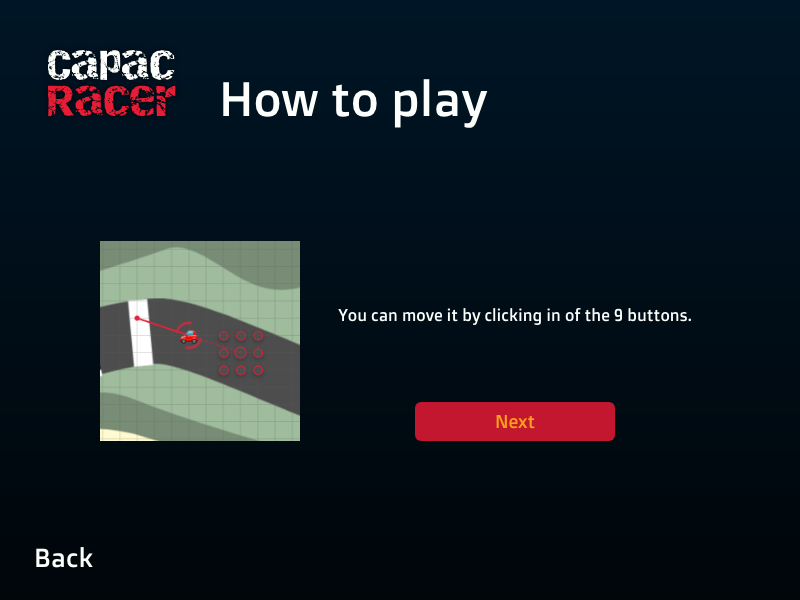 capac
Racer
How to play
You can move it by clicking in of the 9 buttons.
Next
Back